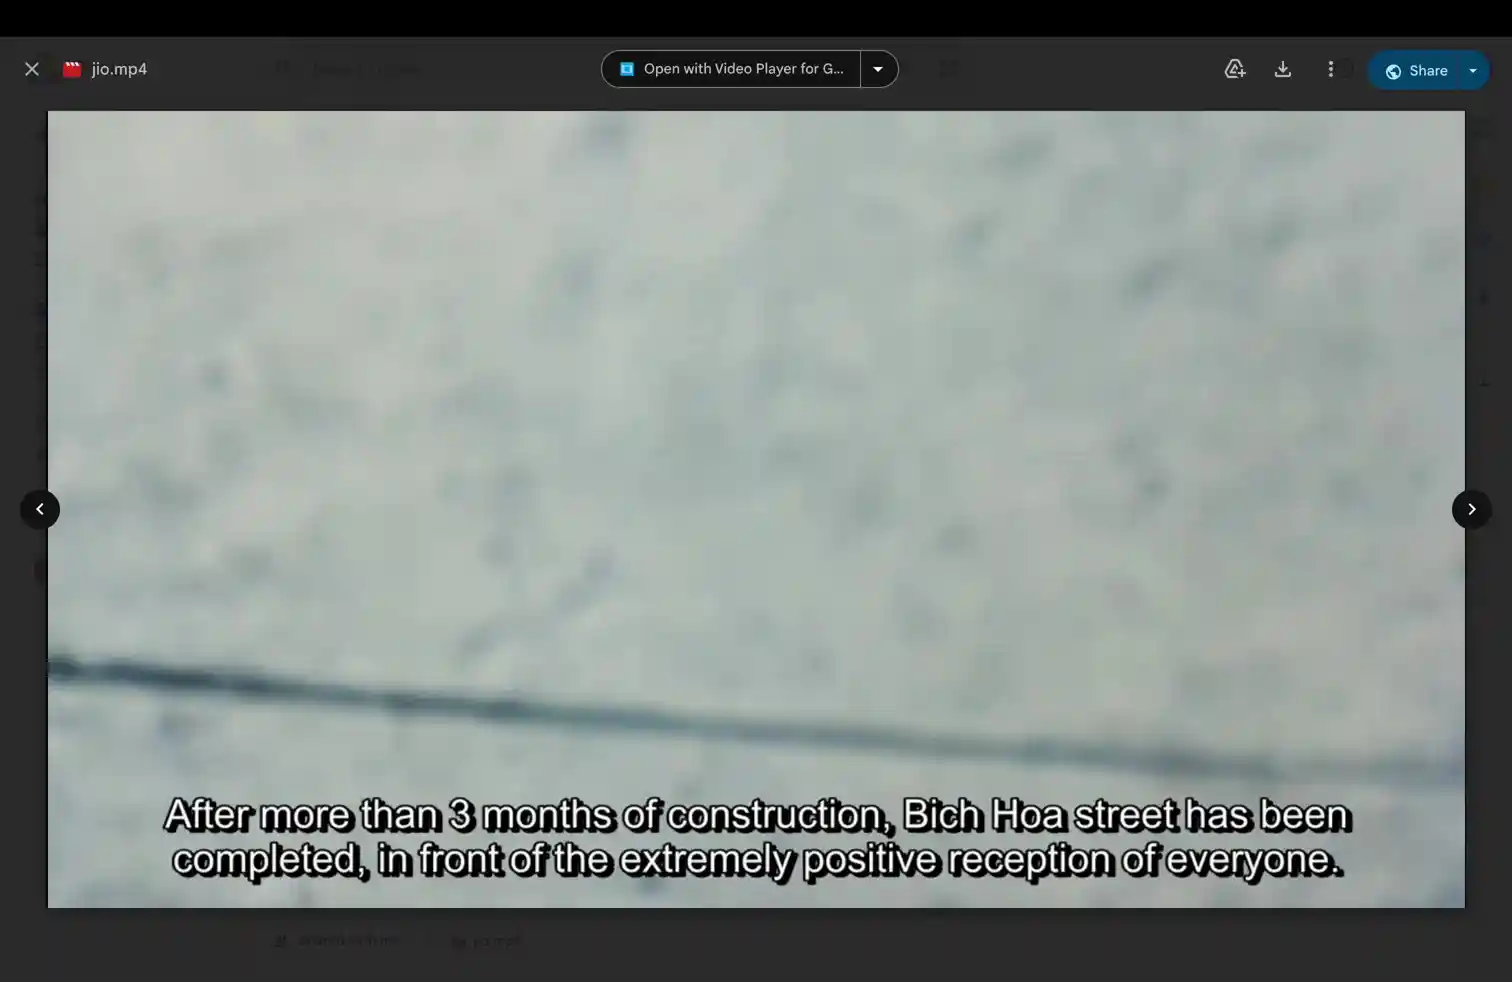 jio.mp4
Open with Video Player for G...
Share
After more than 3 months of construction, Bich Hoa street has been
completed, in front of the extremely positive reception of everyone.